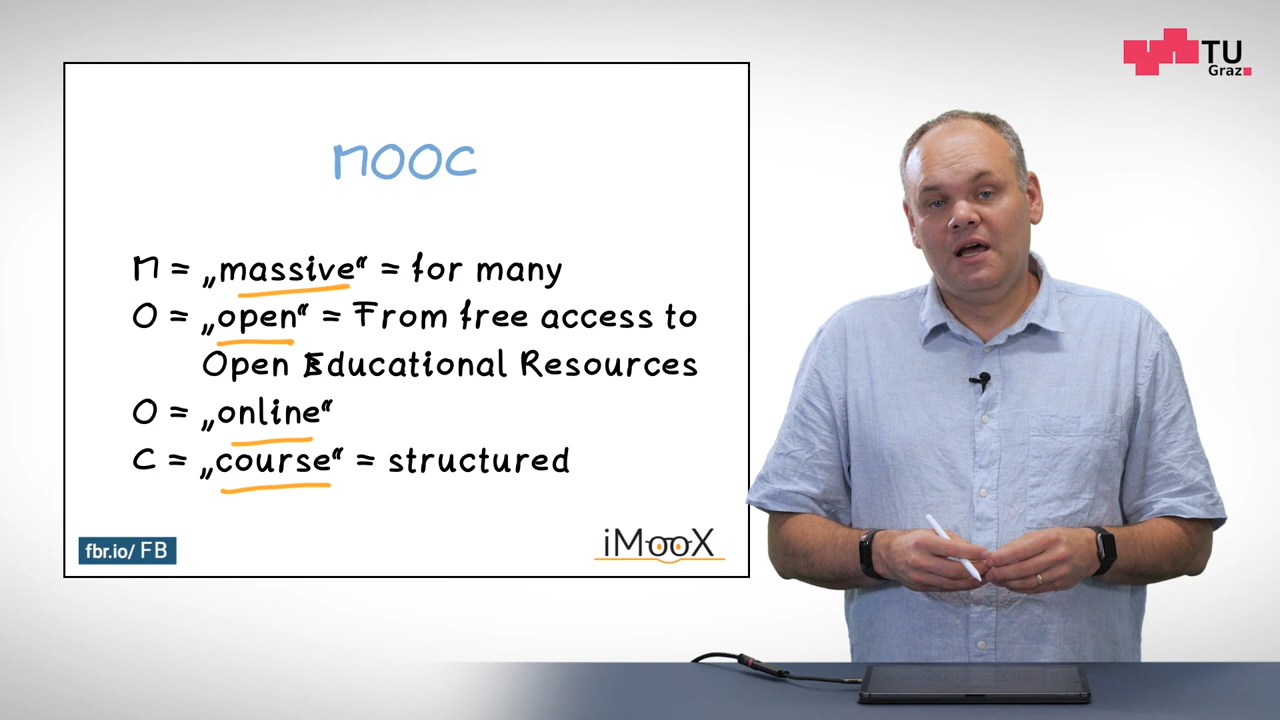 MOOC
M = „massive“ = for many
O = „open“ = From free access to
Open Educational Resources
O = „online“
C = „course“ = structured
fbr.io/ FB
iMooX
TU
Graz